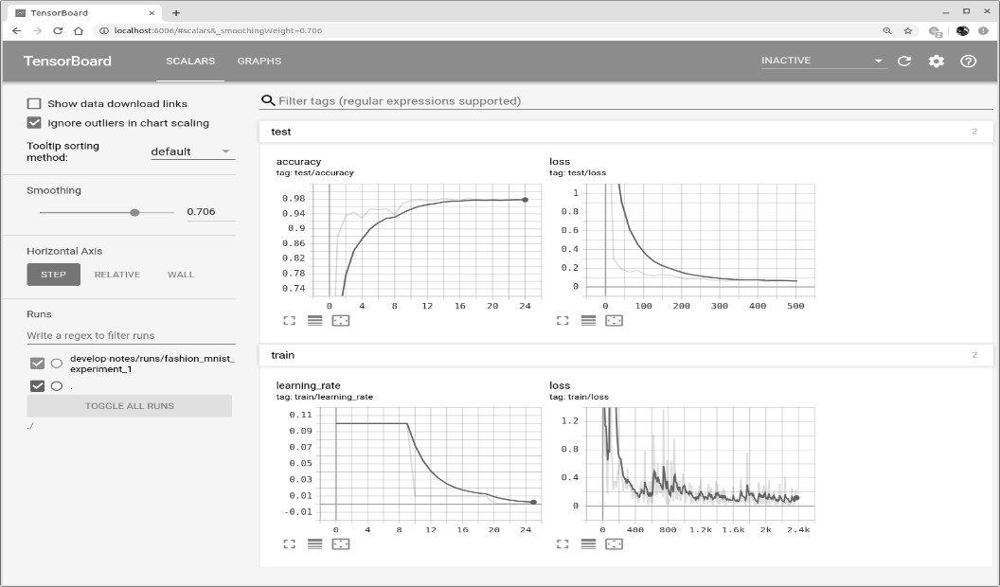 TensorBoard
localhost:6006/#scalars&_smoothingWeight=0.706
TensorBoard
SCALARS
GRAPHS
INACTIVE
Show data download links
Ignore outliers in chart scaling
Tooltip sorting
method:
default
Smoothing
0.706
Horizontal Axis
STEP RELATIVE WALL
Runs
Write a regex to filter runs
develop-notes/runs/fashion_mnist_
experiment_1
.
TOGGLE ALL RUNS
./
Filter tags (regular expressions supported)
test 2
accuracy
tag: test/accuracy
0.98
0.94
0.9
0.86
0.82
0.78
0.74
0 4 8 12 16 20 24
loss
tag: test/loss
1
0.8
0.6
0.4
0.2
0
0 100 200 300 400 500
train 2
learning_rate
tag: train/learning_rate
0.11
0.09
0.07
0.05
0.03
0.01
-0.01
0 4 8 12 16 20 24
loss
tag: train/loss
1.2
0.8
0.4
0
0 400 800 1.2k 1.6k 2k 2.4k